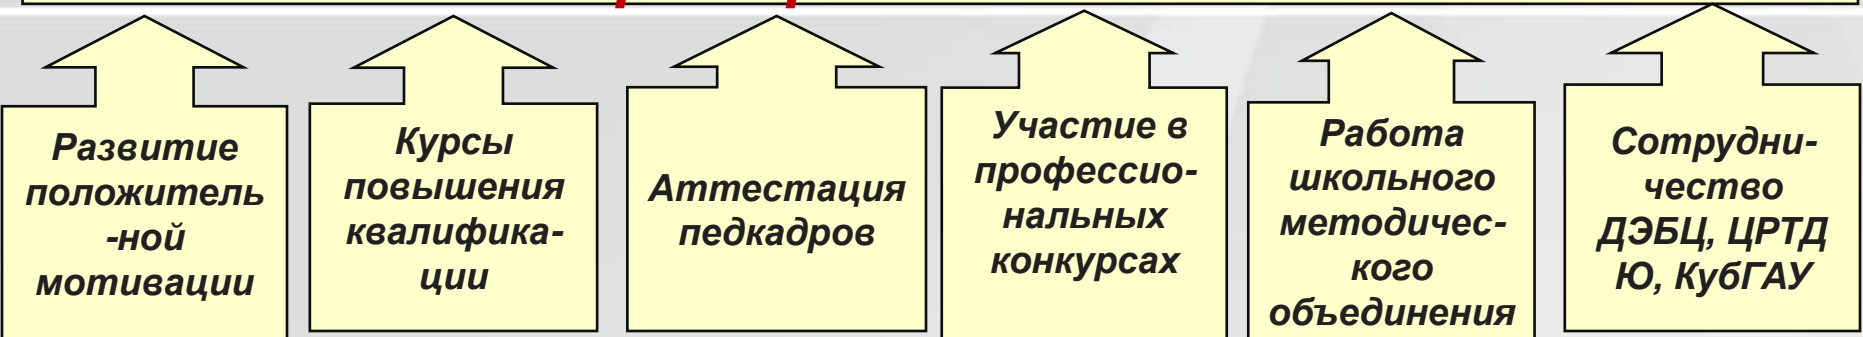 Развитие
положитель
-ной
мотивации
Курсы
повышения
квалифика-
ции
Аттестация
педкадров
Участие в
профессио-
нальных
конкурсах
Работа
школьного
методичес-
кого
объединения
Сотрудни-
чество
ДЭБЦ, ЦРТД
Ю, КубГАУ